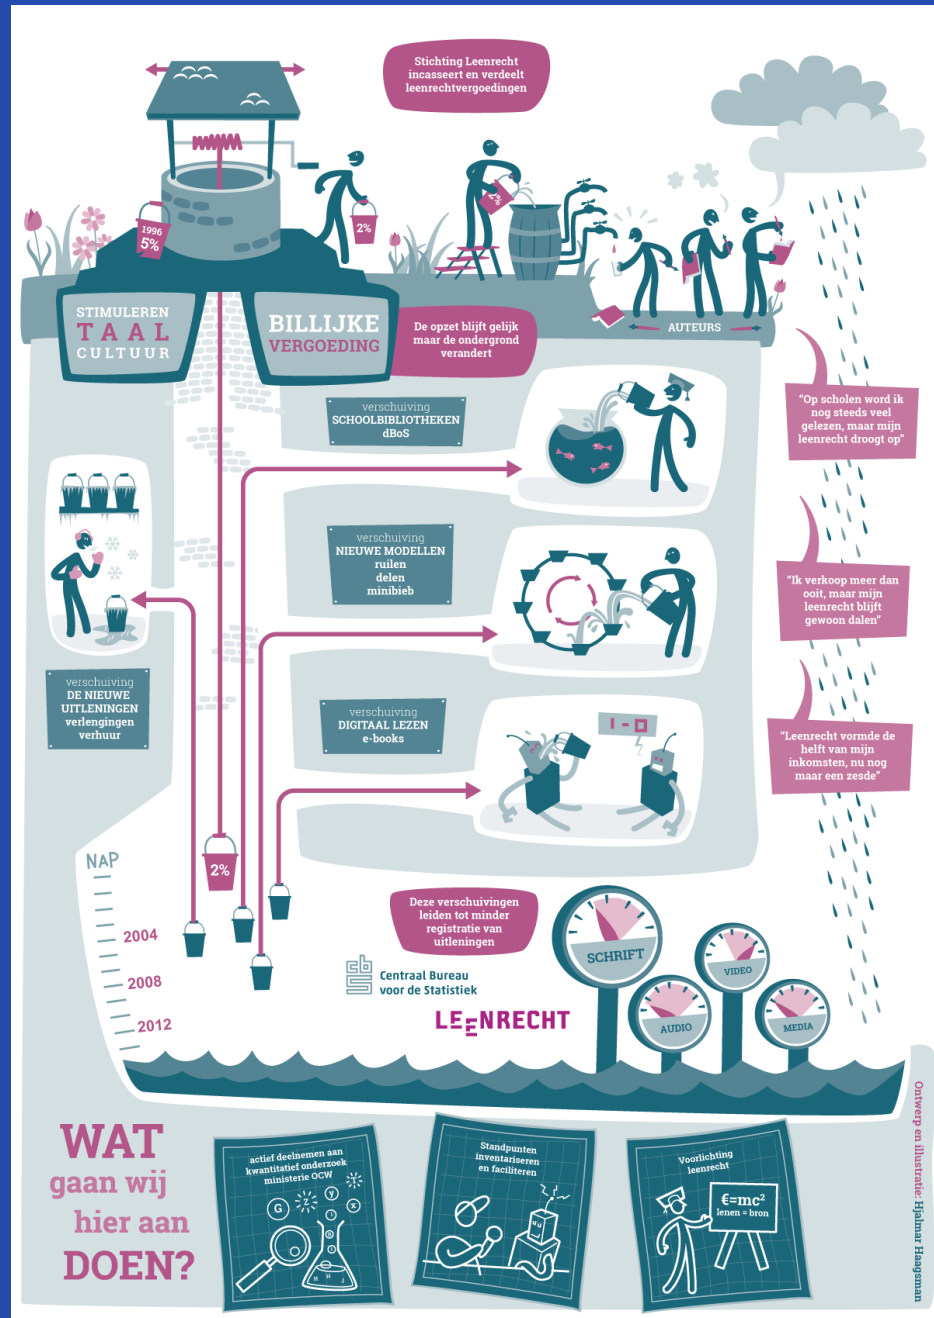 Stichting Leenrecht
incasseert en verdeelt
leenrechtvergoedingen
1996
5%
2%
2%
STIMULEREN
TAAL
CULTUUR
BILLIJKE
VERGOEDING
De opzet blijft gelijk
maar de ondergrond
verandert
AUTEURS
verschuiving
SCHOOLBIBLIOTHEKEN
dBoS
"Op scholen word ik
nog steeds veel
gelezen, maar mijn
leenrecht droogt op"
verschuiving
NIEUWE MODELLEN
ruilen
delen
minibieb
"Ik verkoop meer dan
ooit, maar mijn
leenrecht blijft
gewoon dalen"
verschuiving
DE NIEUWE
UITLENINGEN
verlengingen
verhuur
verschuiving
DIGITAAL LEZEN
e-books
"Leenrecht vormde de
helft van mijn
inkomsten, nu nog
maar een zesde"
NAP
2%
2004
2008
2012
Deze verschuivingen
leiden tot minder
registratie van
uitleningen
cbs
Centraal Bureau
voor de Statistiek
LEENRECHT
SCHRIFT
VIDEO
AUDIO
MEDIA
WAT
gaan wij
hier aan
DOEN?
actief deelnemen aan
kwantitatief onderzoek
ministerie OCW
G
Z
y
T
x
Standpunten
inventariseren
en faciliteren
Voorlichting
leenrecht
€=mc²
lenen = bron
Ontwerp en illustratie: Hjalmar Haagsman